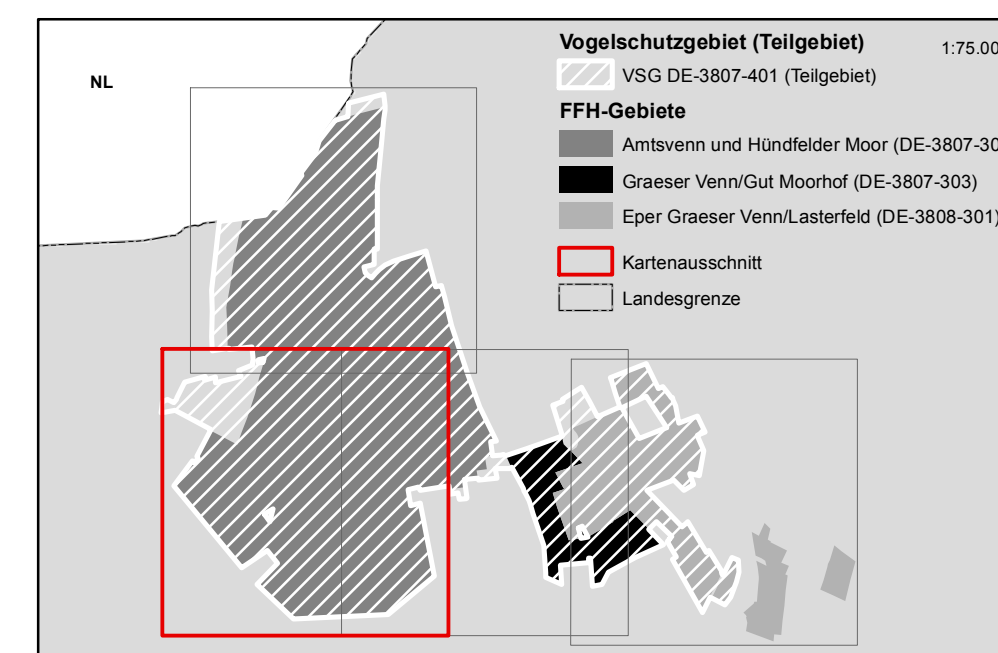 Vogelschutzgebiet (Teilgebiet)
1:75.00
NL
VSG DE-3807-401 (Teilgebiet)
FFH-Gebiete
Amtsvenn und Hündfelder Moor (DE-3807-30
Graeser Venn/Gut Moorhof (DE-3807-303)
Eper Graeser Venn/Lasterfeld (DE-3808-301)
Kartenausschnitt
Landesgrenze